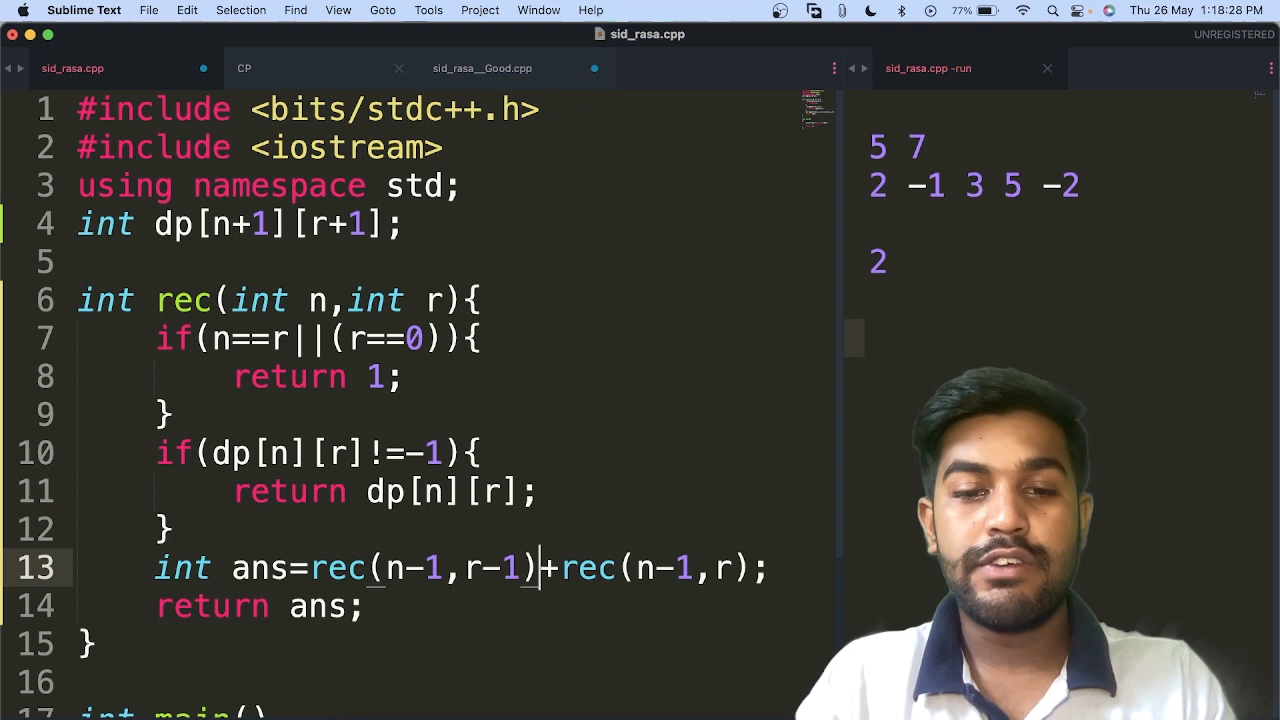 Sublime Text File Edit Selection Find View Goto Tools Project Window Help 77% Thu 26 May 1:18:28 PM
sid_rasa.cpp UNREGISTERED
sid_rasa.cpp CP sid_rasa__Good.cpp sid_rasa.cpp -run
1 #include <bits/stdc++.h>
2 #include <iostream>
3 using namespace std;
4 int dp[n+1][r+1];
5
6 int rec(int n,int r){
7 if(n==r||(r==0)){
8 return 1;
9 }
10 if(dp[n][r]!=-1){
11 return dp[n][r];
12 }
13 int ans=rec(n-1,r-1)+rec(n-1,r);
14 return ans;
15 }
16
17 int main()
5 7
2 -1 3 5 -2
2